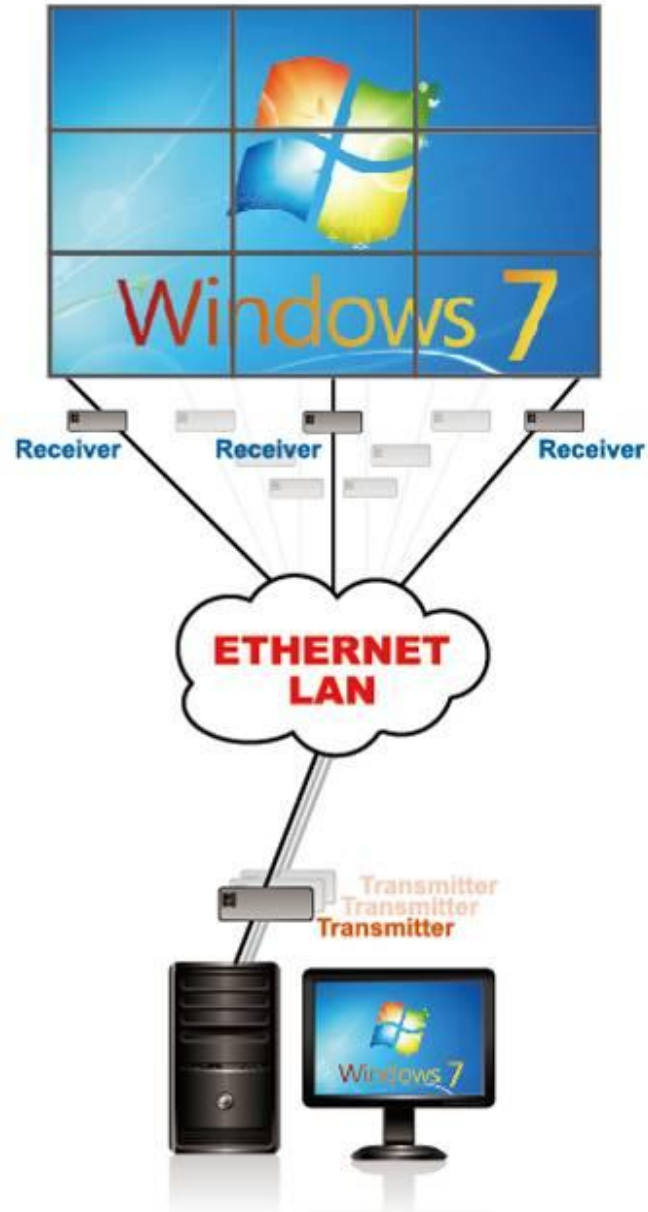 Windows 7
Receiver
Receiver
Receiver
ETHERNET
LAN
Transmitter
Transmitter
Transmitter
Windows 7